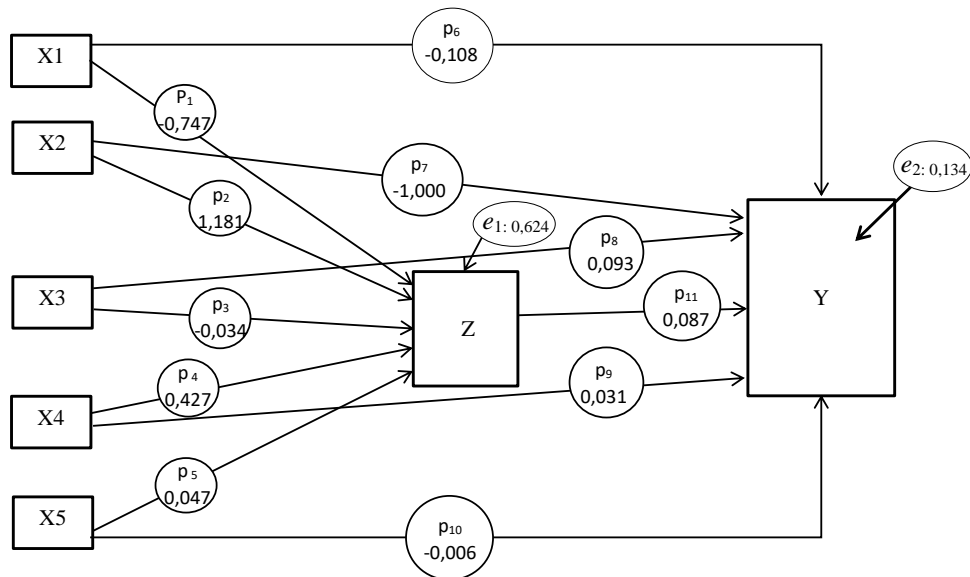 p₆
-0,108
X1
P₁
-0,747
X2
p₇
-1,000
e₂: 0,134
p₂
1,181
e₁: 0,624
p₈
0,093
X3
p₃
-0,034
Z
p₁₁
0,087
Y
p₄
0,427
p₉
0,031
X4
p₅
0,047
X5
p₁₀
-0,006